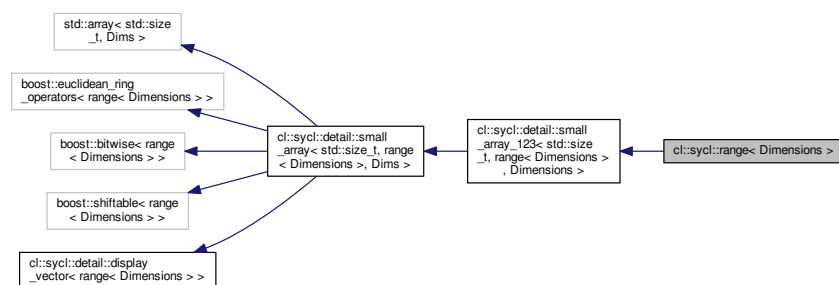 std::array< std::size
_t, Dims >
boost::euclidean_ring
_operators< range< Dimensions > >
boost::bitwise< range
< Dimensions > >
boost::shiftable< range
< Dimensions > >
cl::sycl::detail::display
_vector< range< Dimensions > >
cl::sycl::detail::small
_array< std::size_t, range
< Dimensions >, Dims >
cl::sycl::detail::small
_array_123< std::size
_t, range< Dimensions >
, Dimensions >
cl::sycl::range< Dimensions >